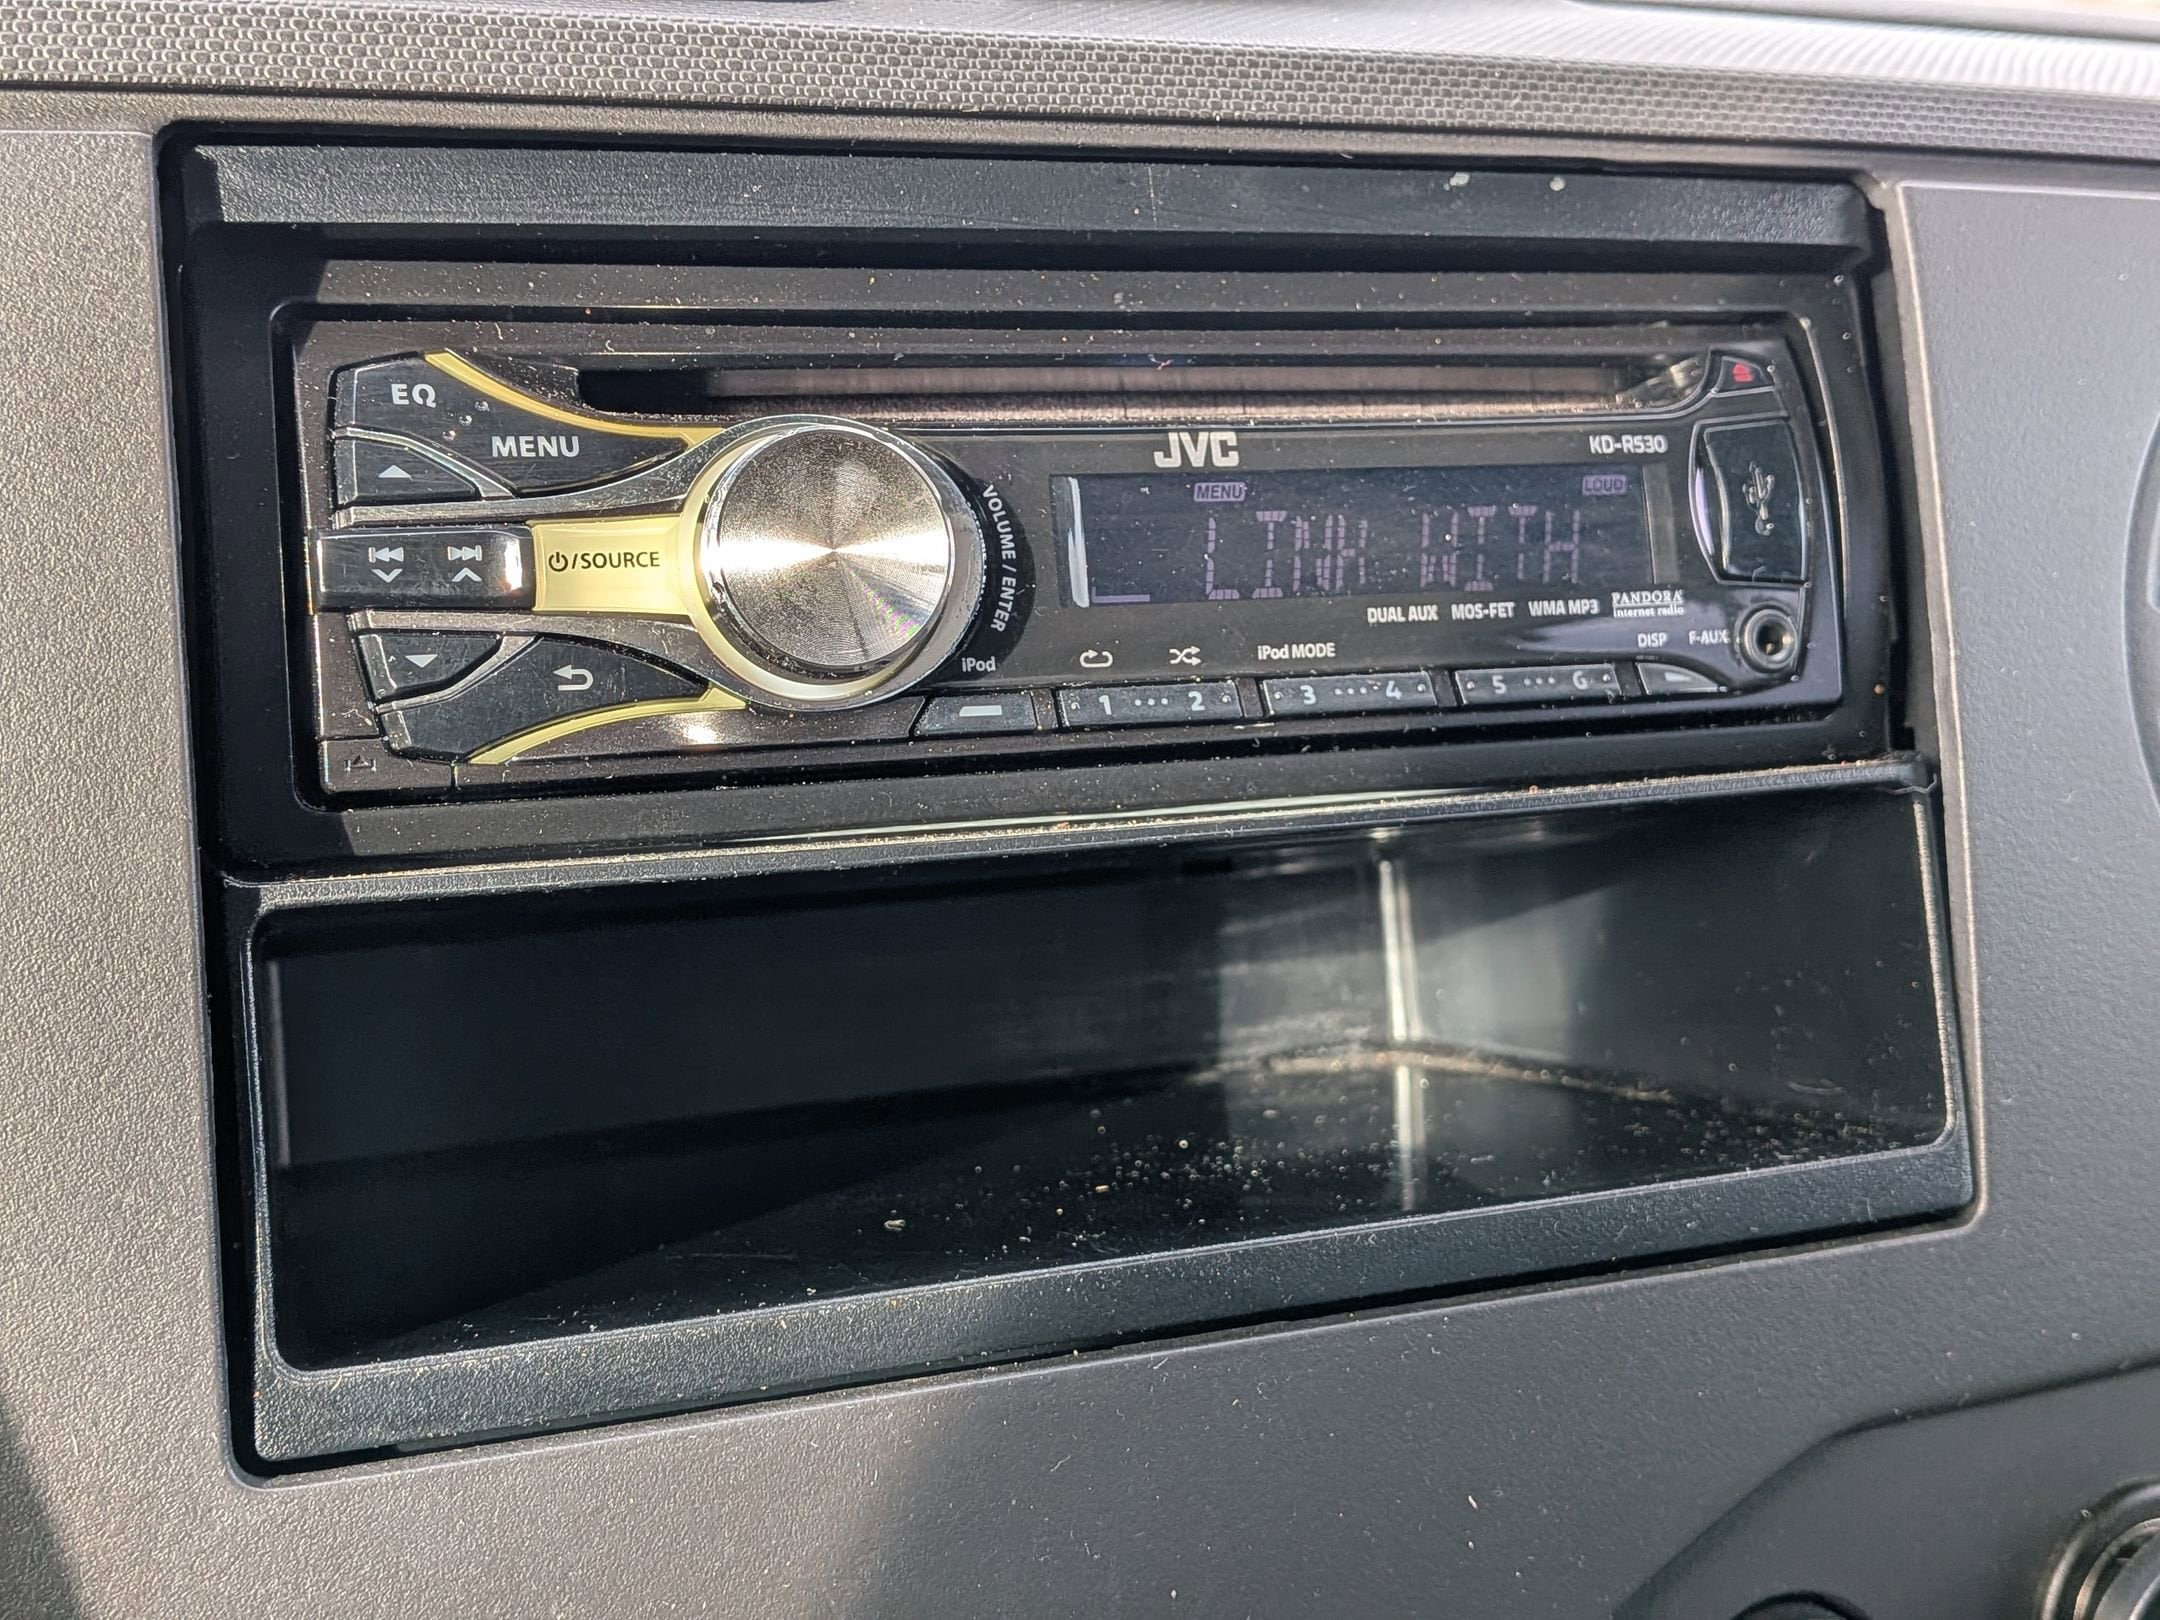 EQ
MENU
JVC
KD-R530
MENU
LOUD
LINK WITH
/SOURCE
VOLUME / ENTER
DUAL AUX MOS-FET WMA MP3 PANDORA
internet radio
iPod
iPod MODE
DISP
F-AUX
1 ••• 2
3 •••• 4
5 ••• 6